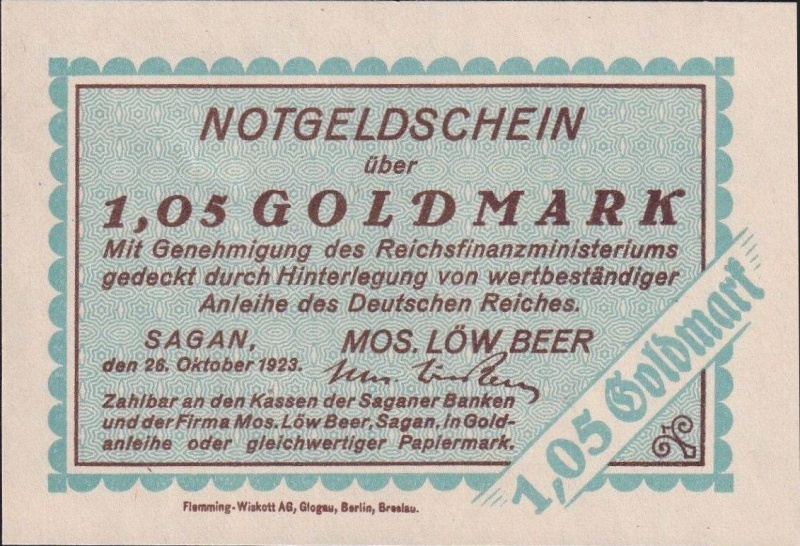 NOTGELDSCHEIN
über
1,05 GOLDMARK
Mit Genehmigung des Reichsfinanzministeriums
gedeckt durch Hinterlegung von wertbeständiger
Anleihe des Deutschen Reiches.
SAGAN, MOS. LÖW BEER
den 26. Oktober 1923.
Zahlbar an den Kassen der Saganer Banken
und der Firma Mos. Löw Beer, Sagan, in Gold-
anleihe oder gleichwertiger Papiermark.
1,05 Goldmark
Flemming-Wiskott AG, Glogau, Berlin, Breslau.